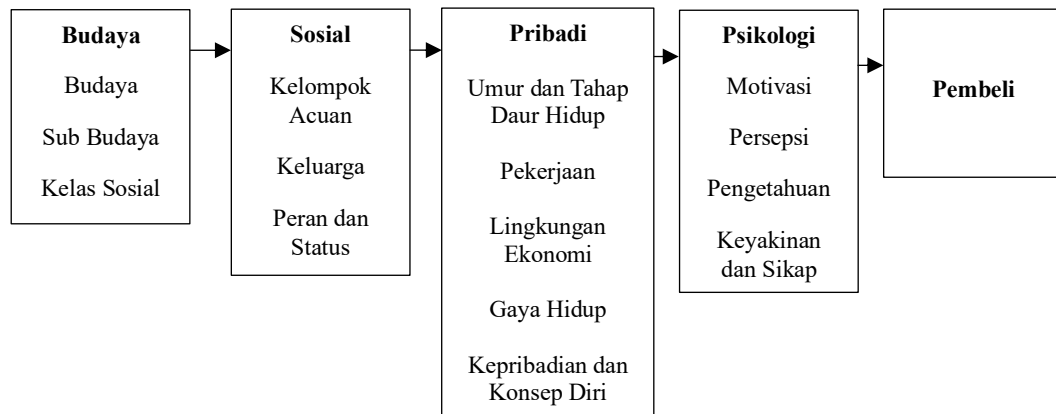 Budaya
Budaya
Sub Budaya
Kelas Sosial
Sosial
Kelompok
Acuan
Keluarga
Peran dan
Status
Pribadi
Umur dan Tahap
Daur Hidup
Pekerjaan
Lingkungan
Ekonomi
Gaya Hidup
Kepribadian dan
Konsep Diri
Psikologi
Motivasi
Persepsi
Pengetahuan
Keyakinan
dan Sikap
Pembeli